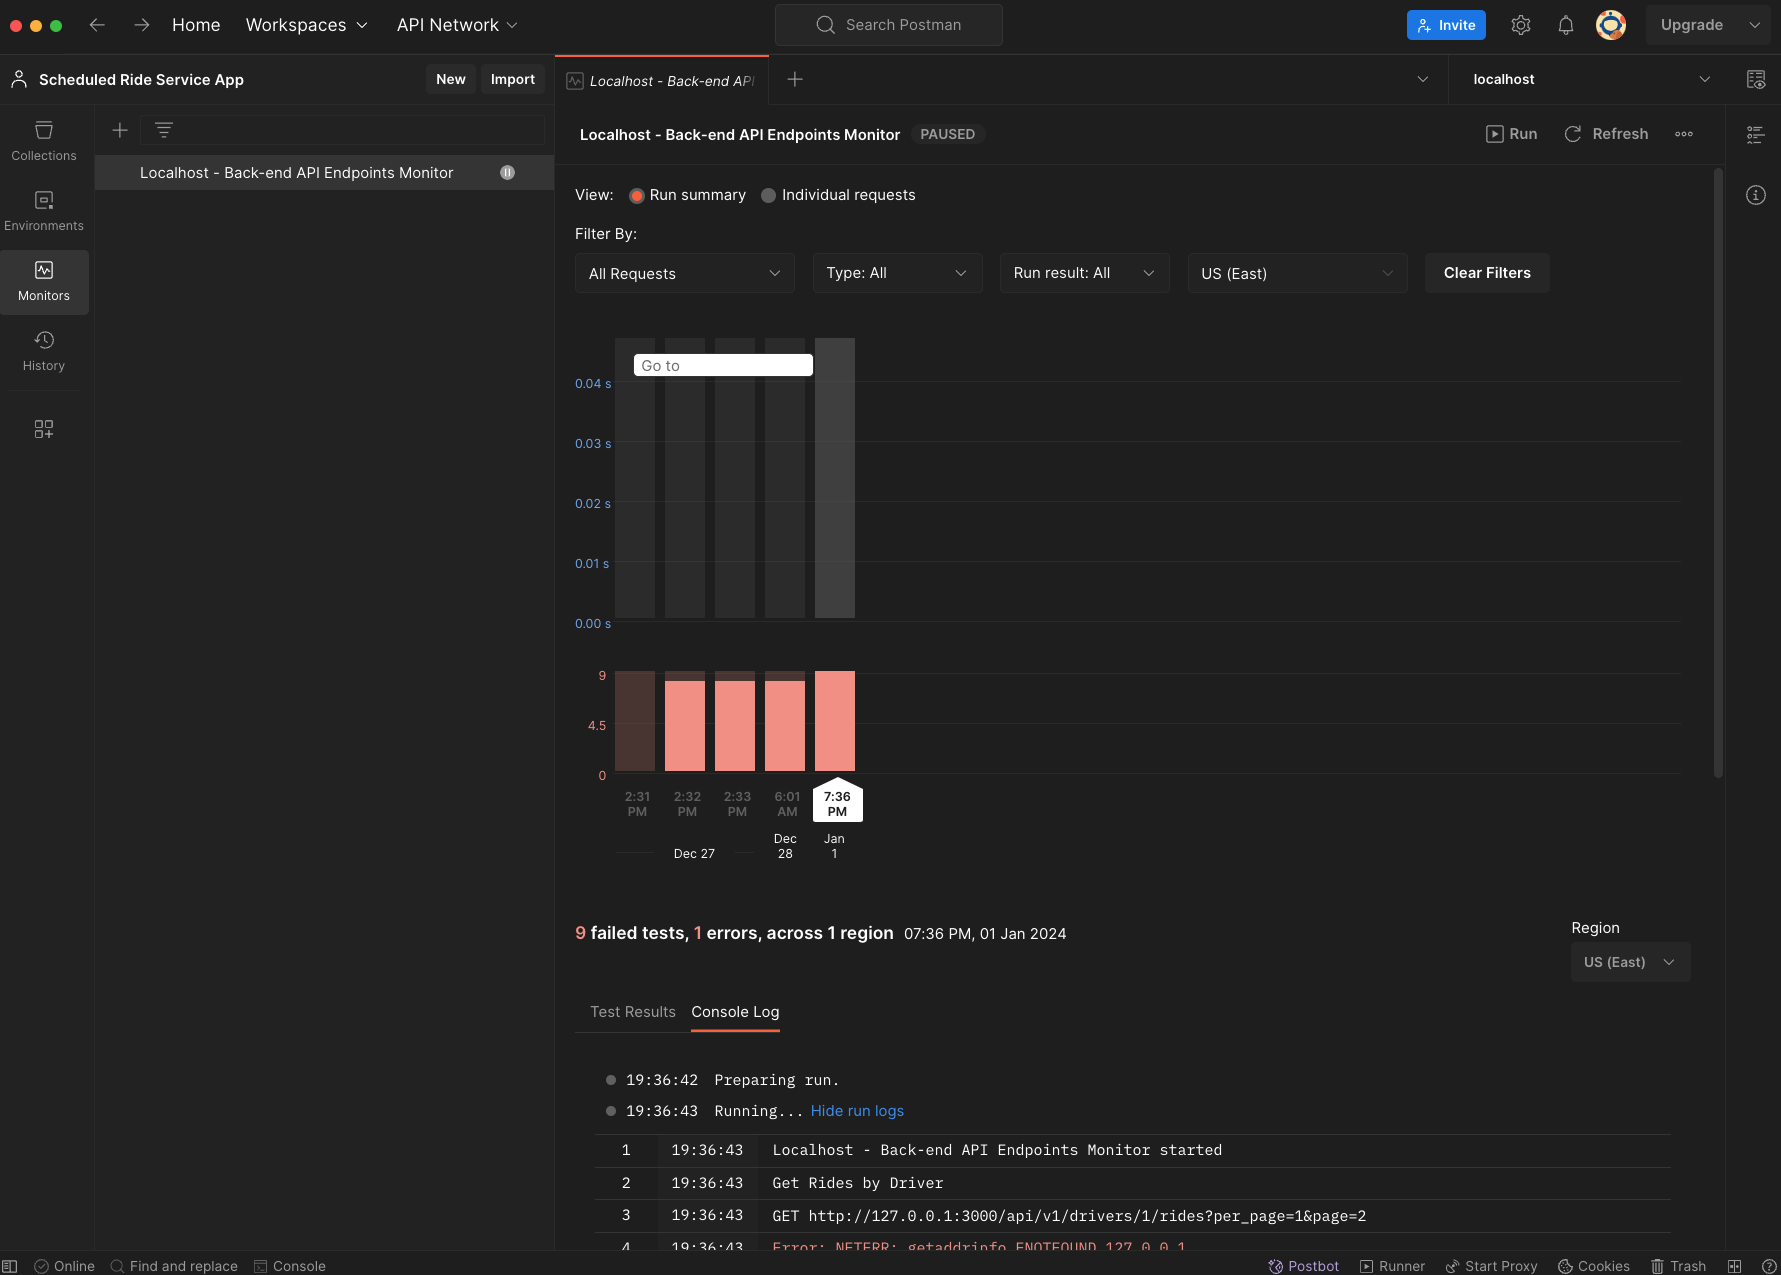 Home Workspaces API Network Search Postman Invite Upgrade
Scheduled Ride Service App New Import Localhost - Back-end API localhost
Collections
Environments
Monitors
History
Localhost - Back-end API Endpoints Monitor
Localhost - Back-end API Endpoints Monitor PAUSED Run Refresh
View: Run summary Individual requests
Filter By:
All Requests Type: All Run result: All US (East) Clear Filters
Go to
0.04 s
0.03 s
0.02 s
0.01 s
0.00 s
9
4.5
0
2:31 PM 2:32 PM 2:33 PM 6:01 AM 7:36 PM
Dec 27 Dec 28 Jan 1
9 failed tests, 1 errors, across 1 region 07:36 PM, 01 Jan 2024
Region
US (East)
Test Results Console Log
19:36:42 Preparing run.
19:36:43 Running... Hide run logs
1 19:36:43 Localhost - Back-end API Endpoints Monitor started
2 19:36:43 Get Rides by Driver
3 19:36:43 GET http://127.0.0.1:3000/api/v1/drivers/1/rides?per_page=1&page=2
4 19:36:43 Error: NETERR: getaddrinfo ENOTFOUND 127.0.0.1
Online Find and replace Console Postbot Runner Start Proxy Cookies Trash